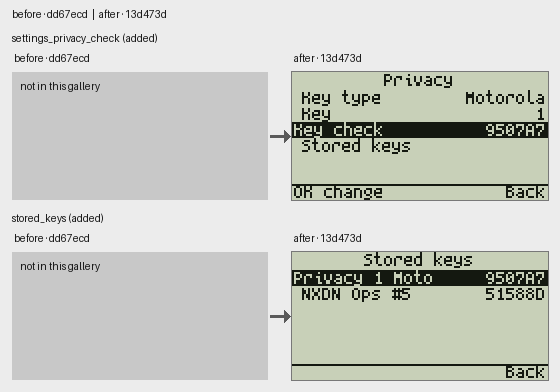 before · dd67ecd | after · 13d473d
settings_privacy_check (added)
before · dd67ecd
after · 13d473d
not in this gallery
Privacy
Key type Motorola
Key 1
Key check 9507A7
Stored keys
OK change Back
stored_keys (added)
before · dd67ecd
after · 13d473d
not in this gallery
Stored keys
Privacy 1 Moto 9507A7
NXDN Ops #5 51588D
Back